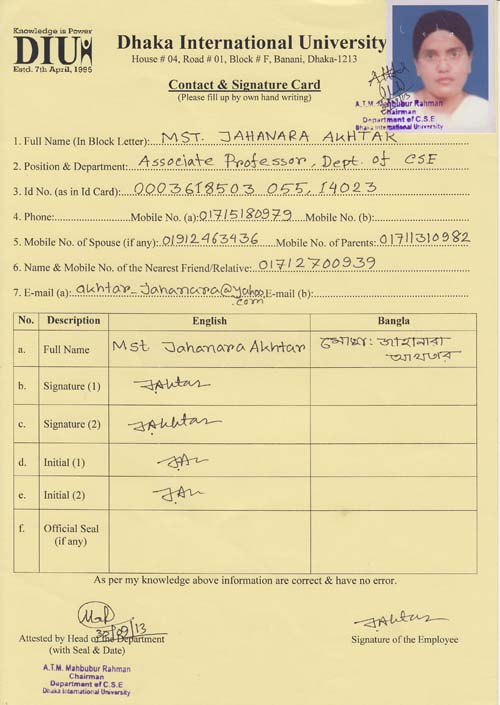 Knowledge is Power
DIU
Estd. 7th April, 1995
Dhaka International University
House # 04, Road # 01, Block # F, Banani, Dhaka-1213
Contact & Signature Card
(Please fill up by own hand writing)
A.T.M. Mahbubur Rahman
Chairman
Department of C.S.E
Dhaka International University
1. Full Name (In Block Letter): MST. JAHANARA AKHTAR
2. Position & Department: Associate Professor, Dept. of CSE
3. Id No. (as in Id Card): 0003618503 055, 14023
4. Phone: Mobile No. (a): 01715180979 Mobile No. (b):
5. Mobile No. of Spouse (if any): 01912463436 Mobile No. of Parents: 01711310982
6. Name & Mobile No. of the Nearest Friend/Relative: 01712700939
7. E-mail (a): akhtar_Jahanara@yahoo.com E-mail (b):
No. Description English Bangla
a. Full Name Mst. Jahanara Akhtar মোছাঃ জাহানারা আখতার
b. Signature (1) JAkhtar
c. Signature (2) JAkhtar
d. Initial (1)
e. Initial (2)
f. Official Seal (if any)
As per my knowledge above information are correct & have no error.
30/09/13
JAkhtar
Attested by Head of the Department
(with Seal & Date)
Signature of the Employee
A.T.M. Mahbubur Rahman
Chairman
Department of C.S.E
Dhaka International University